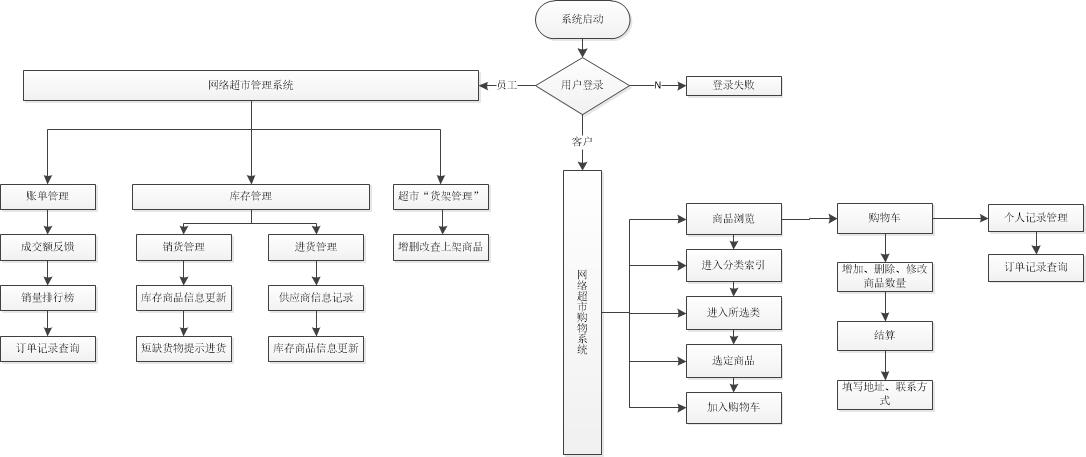 系统启动
用户登录
员工
N
登录失败
客户
网络超市管理系统
账单管理
库存管理
超市“货架管理”
成交额反馈
销货管理
进货管理
增删改查上架商品
销量排行榜
库存商品信息更新
供应商信息记录
订单记录查询
短缺货物提示进货
库存商品信息更新
网络超市购物系统
商品浏览
进入分类索引
进入所选类
选定商品
加入购物车
购物车
增加、删除、修改
商品数量
结算
填写地址、联系方
式
个人记录管理
订单记录查询